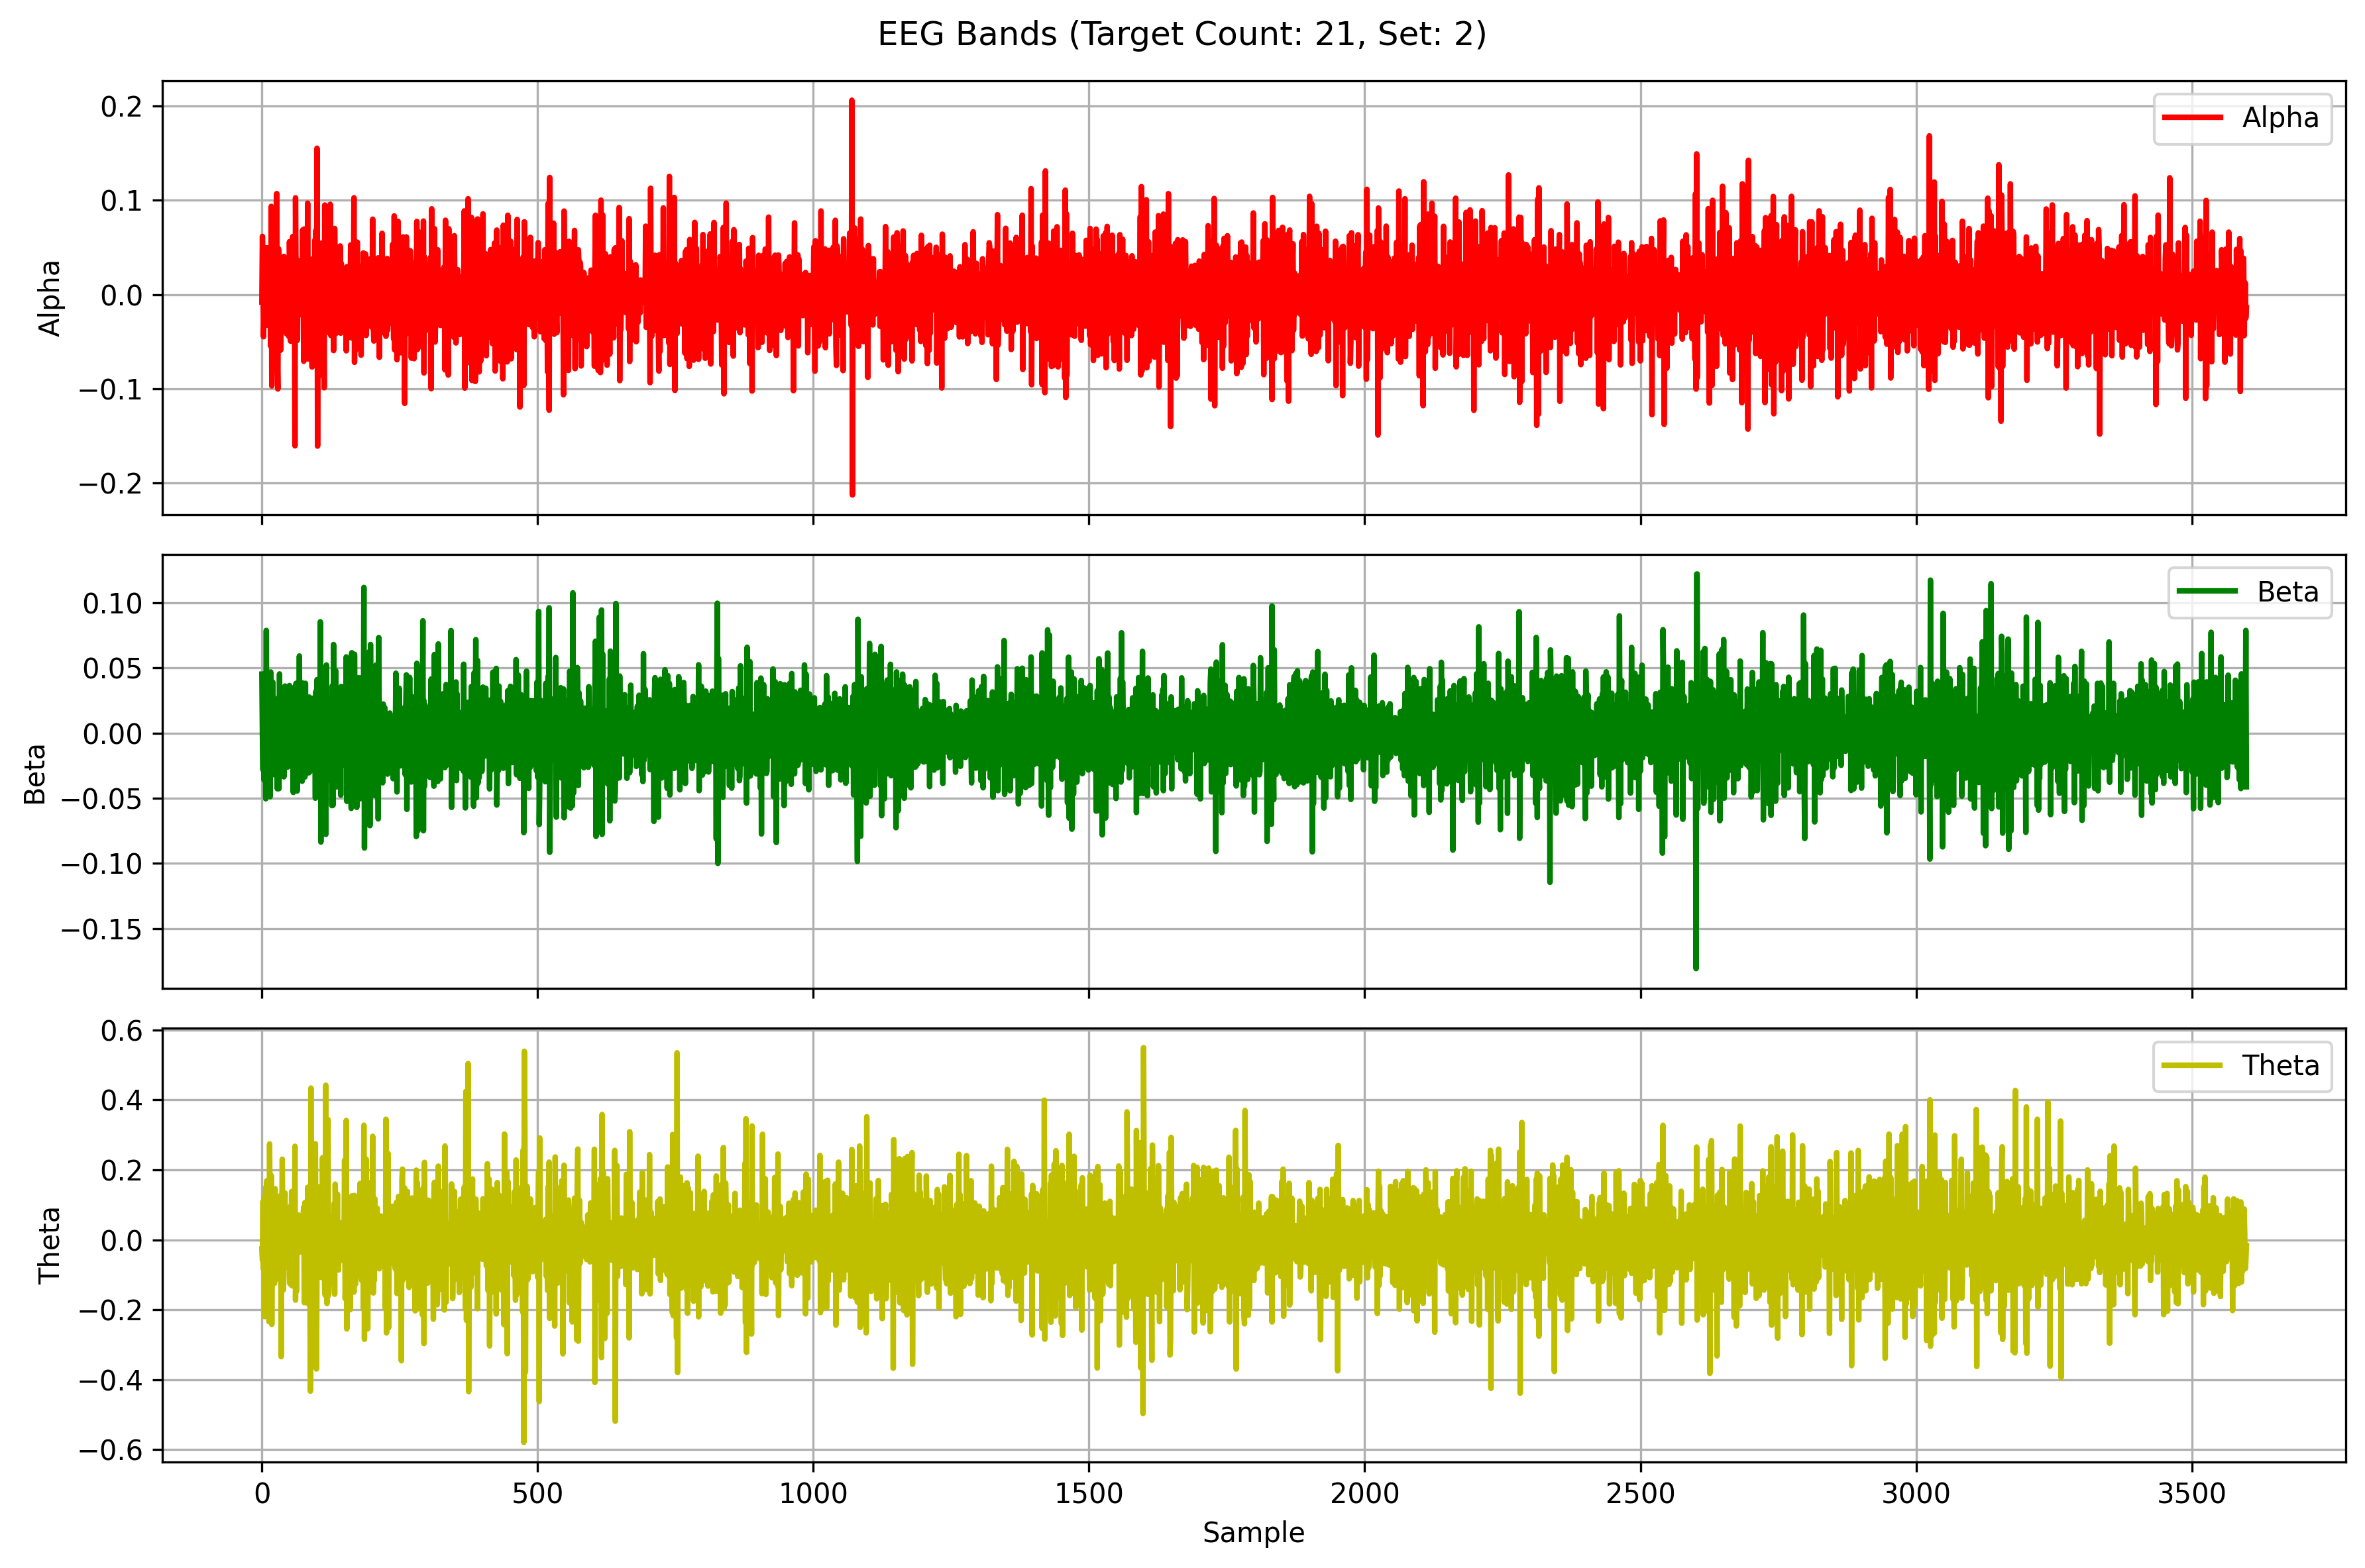 EEG Bands (Target Count: 21, Set: 2)
0.2
0.1
0.0
−0.1
−0.2
Alpha
Alpha
0.10
0.05
0.00
−0.05
−0.10
−0.15
Beta
Beta
0.6
0.4
0.2
0.0
−0.2
−0.4
−0.6
Theta
Theta
0 500 1000 1500 2000 2500 3000 3500
Sample